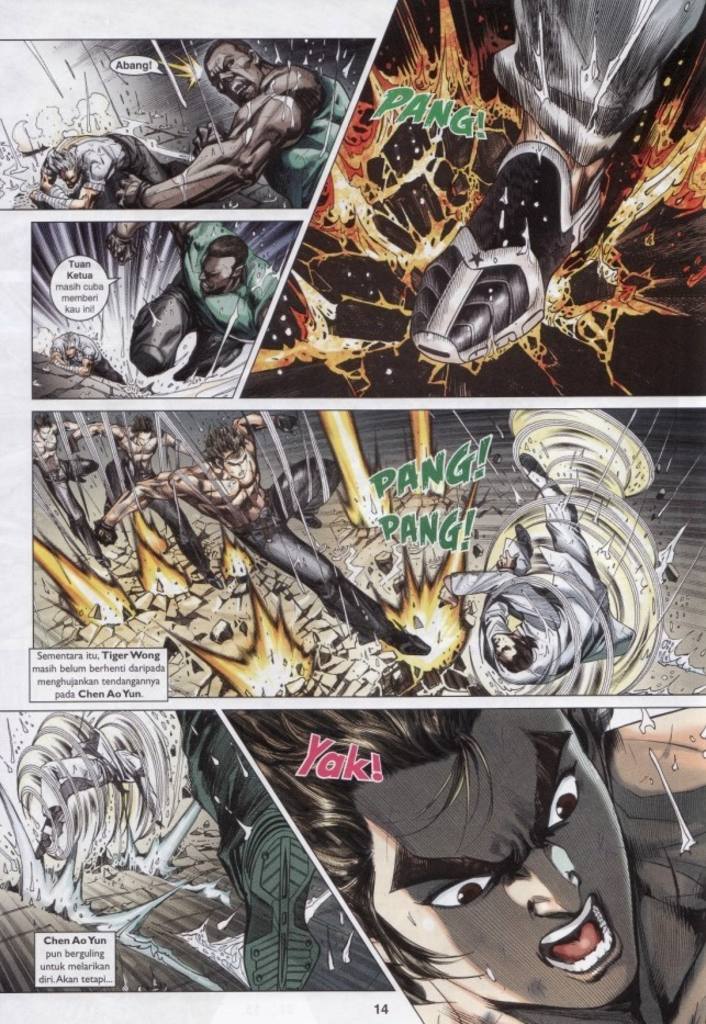 Abang!
PANG!
Tuan
Ketua
masih cuba
memberi
kau ini!
PANG!
PANG!
Sementara itu, Tiger Wong
masih belum berhenti daripada
menghujankan tendangannya
pada Chen Ao Yun.
Yak!
Chen Ao Yun
pun berguling
untuk melarikan
diri.Akan tetapi...
14